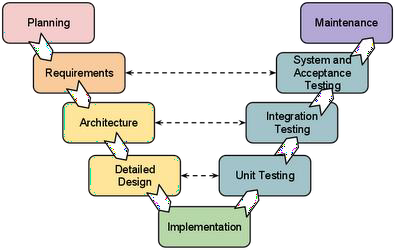 Planning
Maintenance
Requirements
System and
Acceptance
Testing
Architecture
Integration
Testing
Detailed
Design
Unit Testing
Implementation